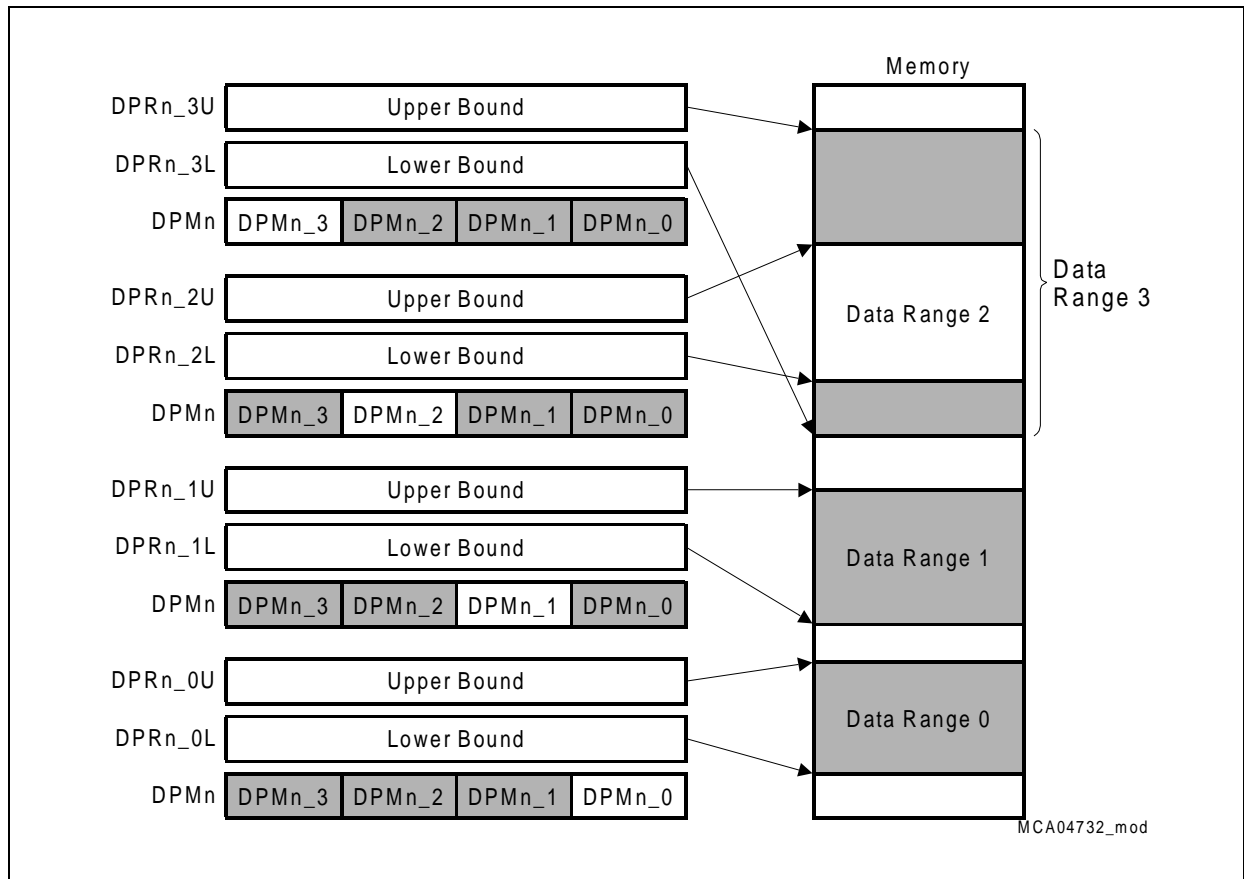 Memory
DPRn_3U Upper Bound
DPRn_3L Lower Bound
DPMn DPMn_3 DPMn_2 DPMn_1 DPMn_0
DPRn_2U Upper Bound
DPRn_2L Lower Bound
DPMn DPMn_3 DPMn_2 DPMn_1 DPMn_0
DPRn_1U Upper Bound
DPRn_1L Lower Bound
DPMn DPMn_3 DPMn_2 DPMn_1 DPMn_0
DPRn_0U Upper Bound
DPRn_0L Lower Bound
DPMn DPMn_3 DPMn_2 DPMn_1 DPMn_0
Data Range 2
Data
Range 3
Data Range 1
Data Range 0
MCA04732_mod